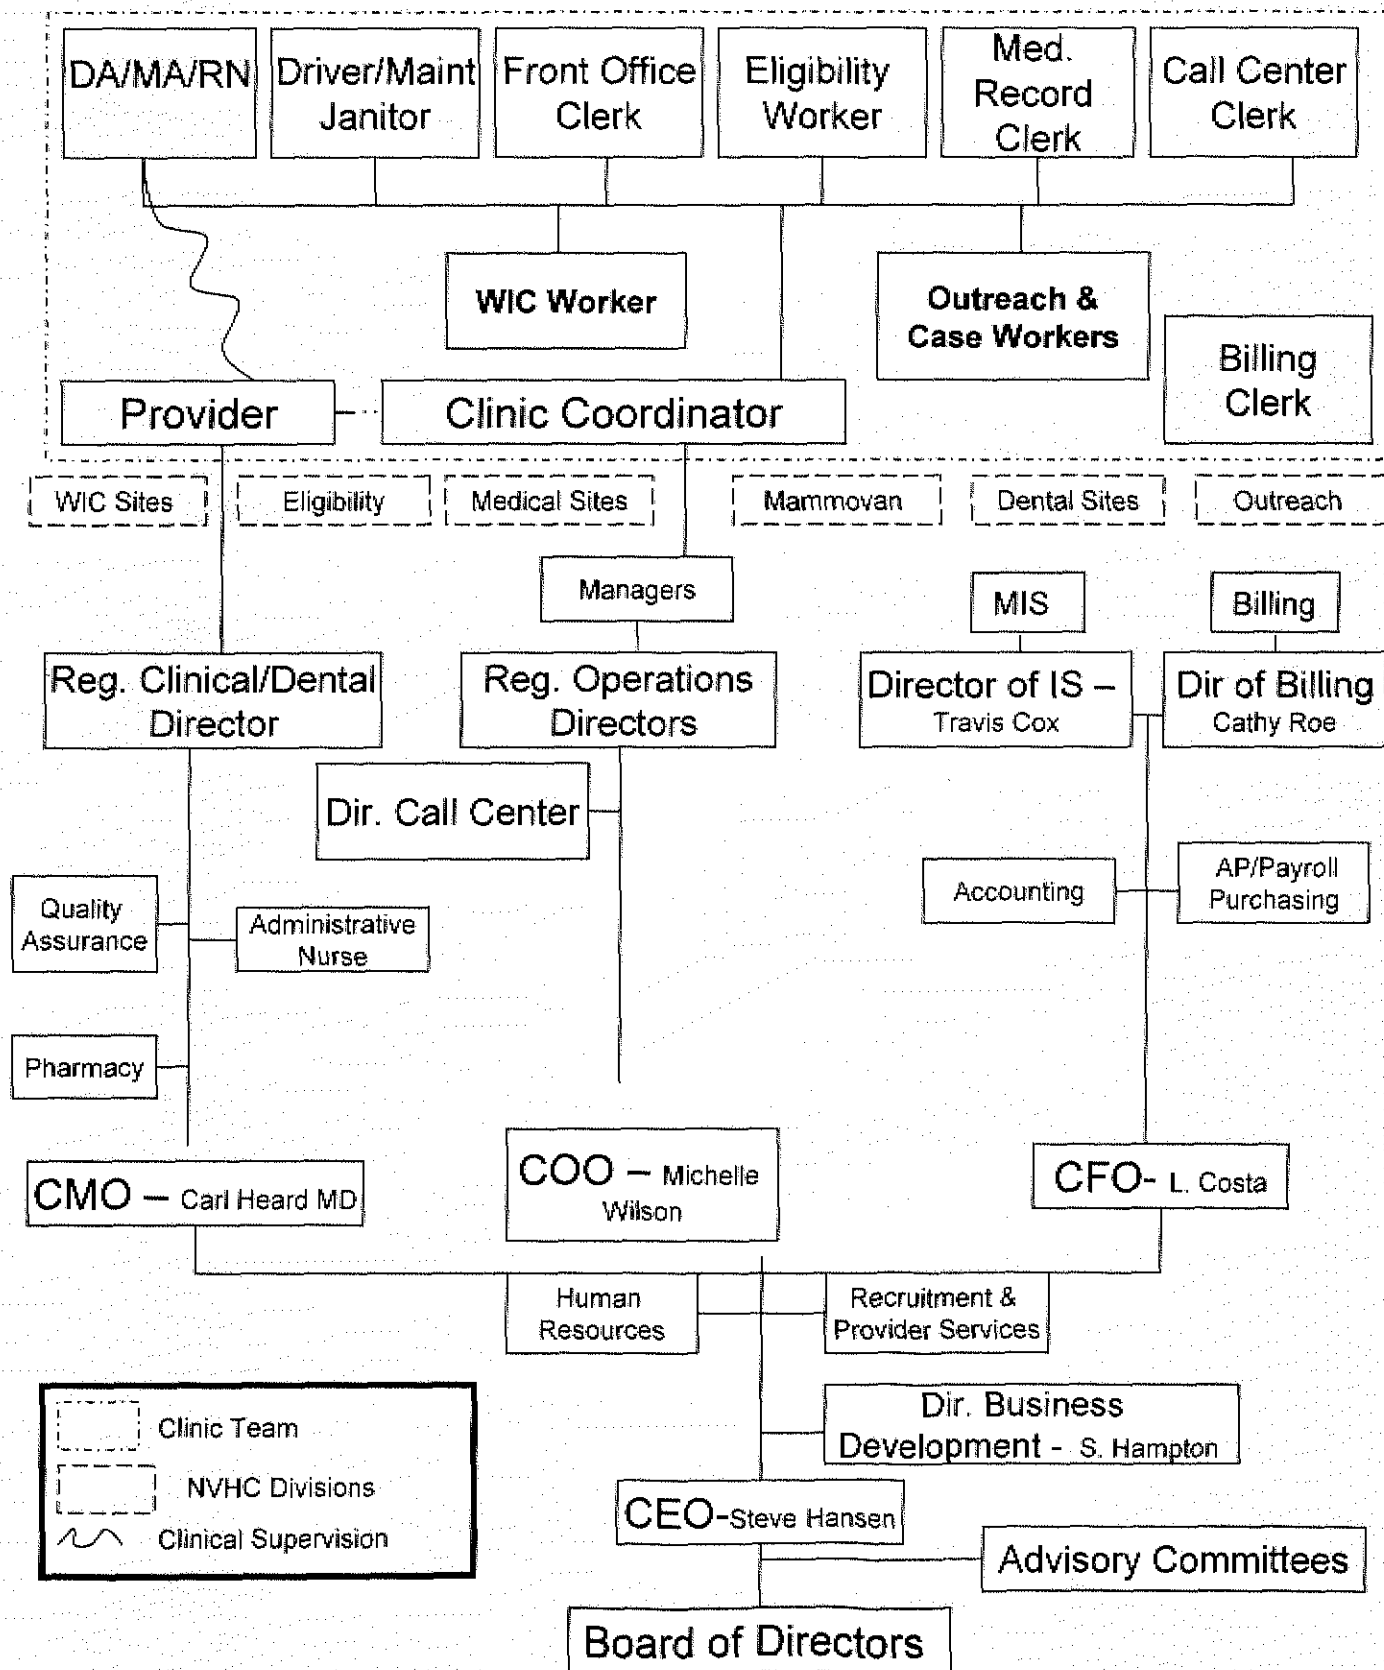 DA/MA/RN
Driver/Maint
Janitor
Front Office
Clerk
Eligibility
Worker
Med.
Record
Clerk
Call Center
Clerk
WIC Worker
Outreach &
Case Workers
Billing
Clerk
Provider
Clinic Coordinator
WIC Sites
Eligibility
Medical Sites
Mammovan
Dental Sites
Outreach
Managers
MIS
Billing
Reg. Clinical/Dental
Director
Reg. Operations
Directors
Director of IS –
Travis Cox
Dir of Billing
Cathy Roe
Dir. Call Center
Quality
Assurance
Administrative
Nurse
Accounting
AP/Payroll
Purchasing
Pharmacy
CMO – Carl Heard MD
COO – Michelle
Wilson
CFO- L. Costa
Human
Resources
Recruitment &
Provider Services
Dir. Business
Development - S. Hampton
Clinic Team
NVHC Divisions
Clinical Supervision
CEO-Steve Hansen
Advisory Committees
Board of Directors